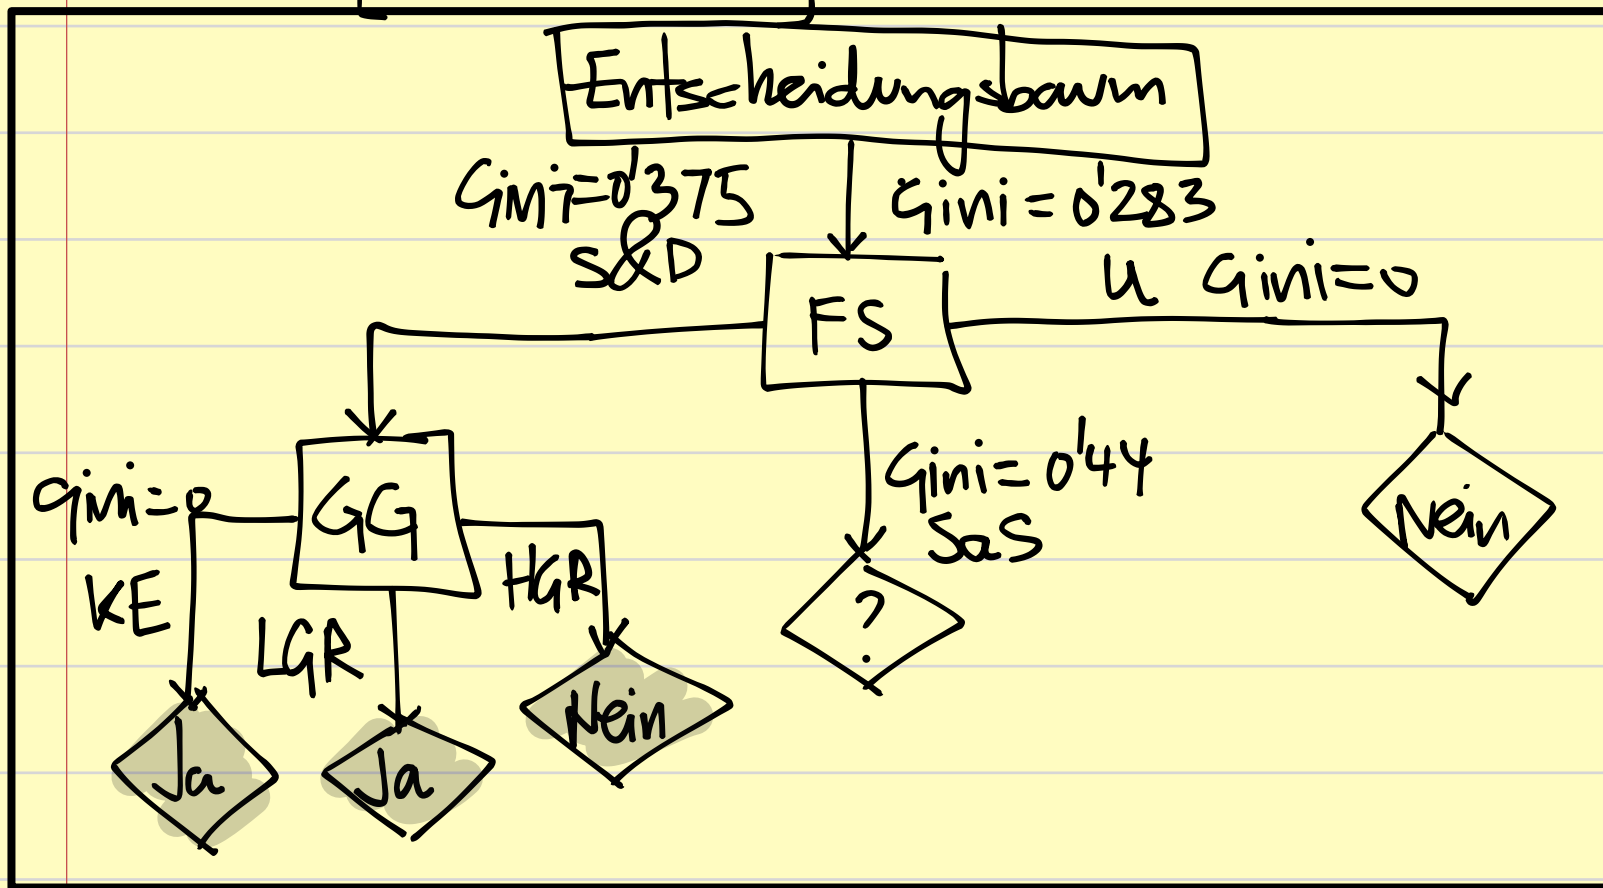 Entscheidungsbaum
Gini=0'375
Gini=0'283
S&D
U Gini=0
FS
Gini=0'44
SaS
gini=0
GG
Nein
KE
HGR
LGR
?
Nein
Ja
Ja